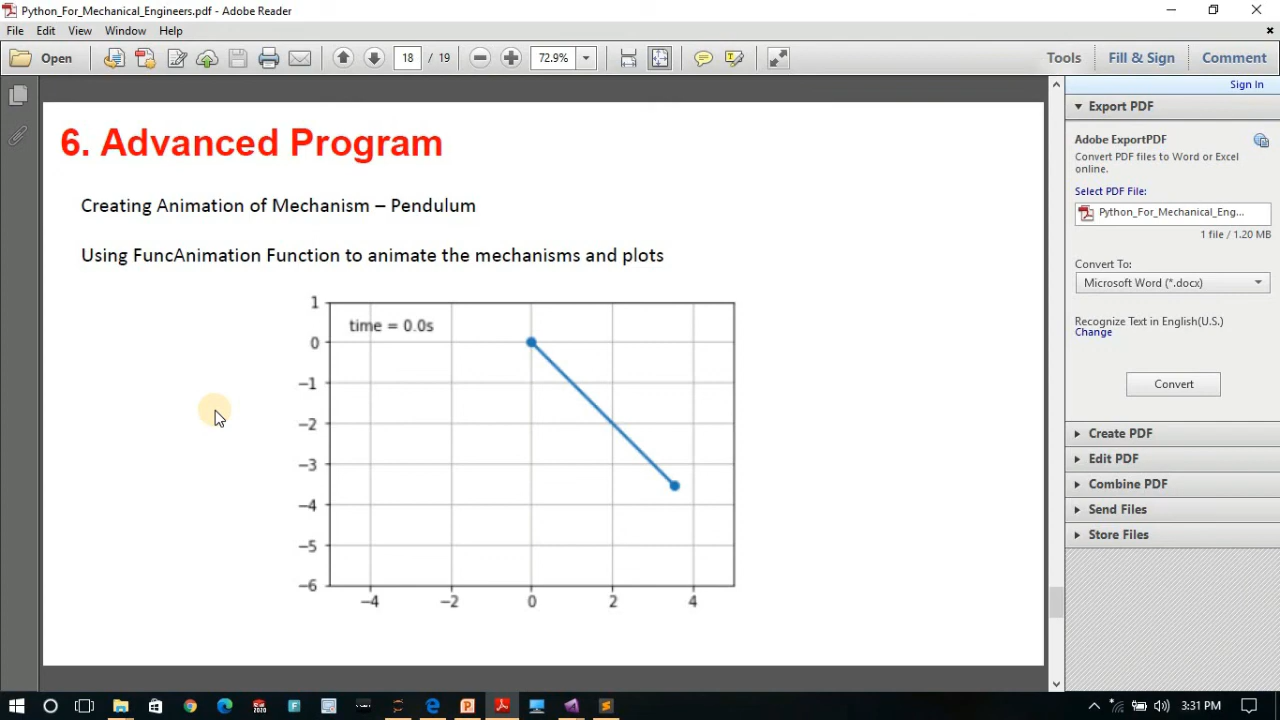 Python_For_Mechanical_Engineers.pdf - Adobe Reader
File Edit View Window Help
Open 18 / 19 72.9% Tools Fill & Sign Comment
Sign In
6. Advanced Program
Creating Animation of Mechanism – Pendulum
Using FuncAnimation Function to animate the mechanisms and plots
time = 0.0s
1
0
−1
−2
−3
−4
−5
−6
−4 −2 0 2 4
Export PDF
Adobe ExportPDF
Convert PDF files to Word or Excel
online.
Select PDF File:
Python_For_Mechanical_Eng...
1 file / 1.20 MB
Convert To:
Microsoft Word (*.docx)
Recognize Text in English(U.S.)
Change
Convert
Create PDF
Edit PDF
Combine PDF
Send Files
Store Files
3:31 PM